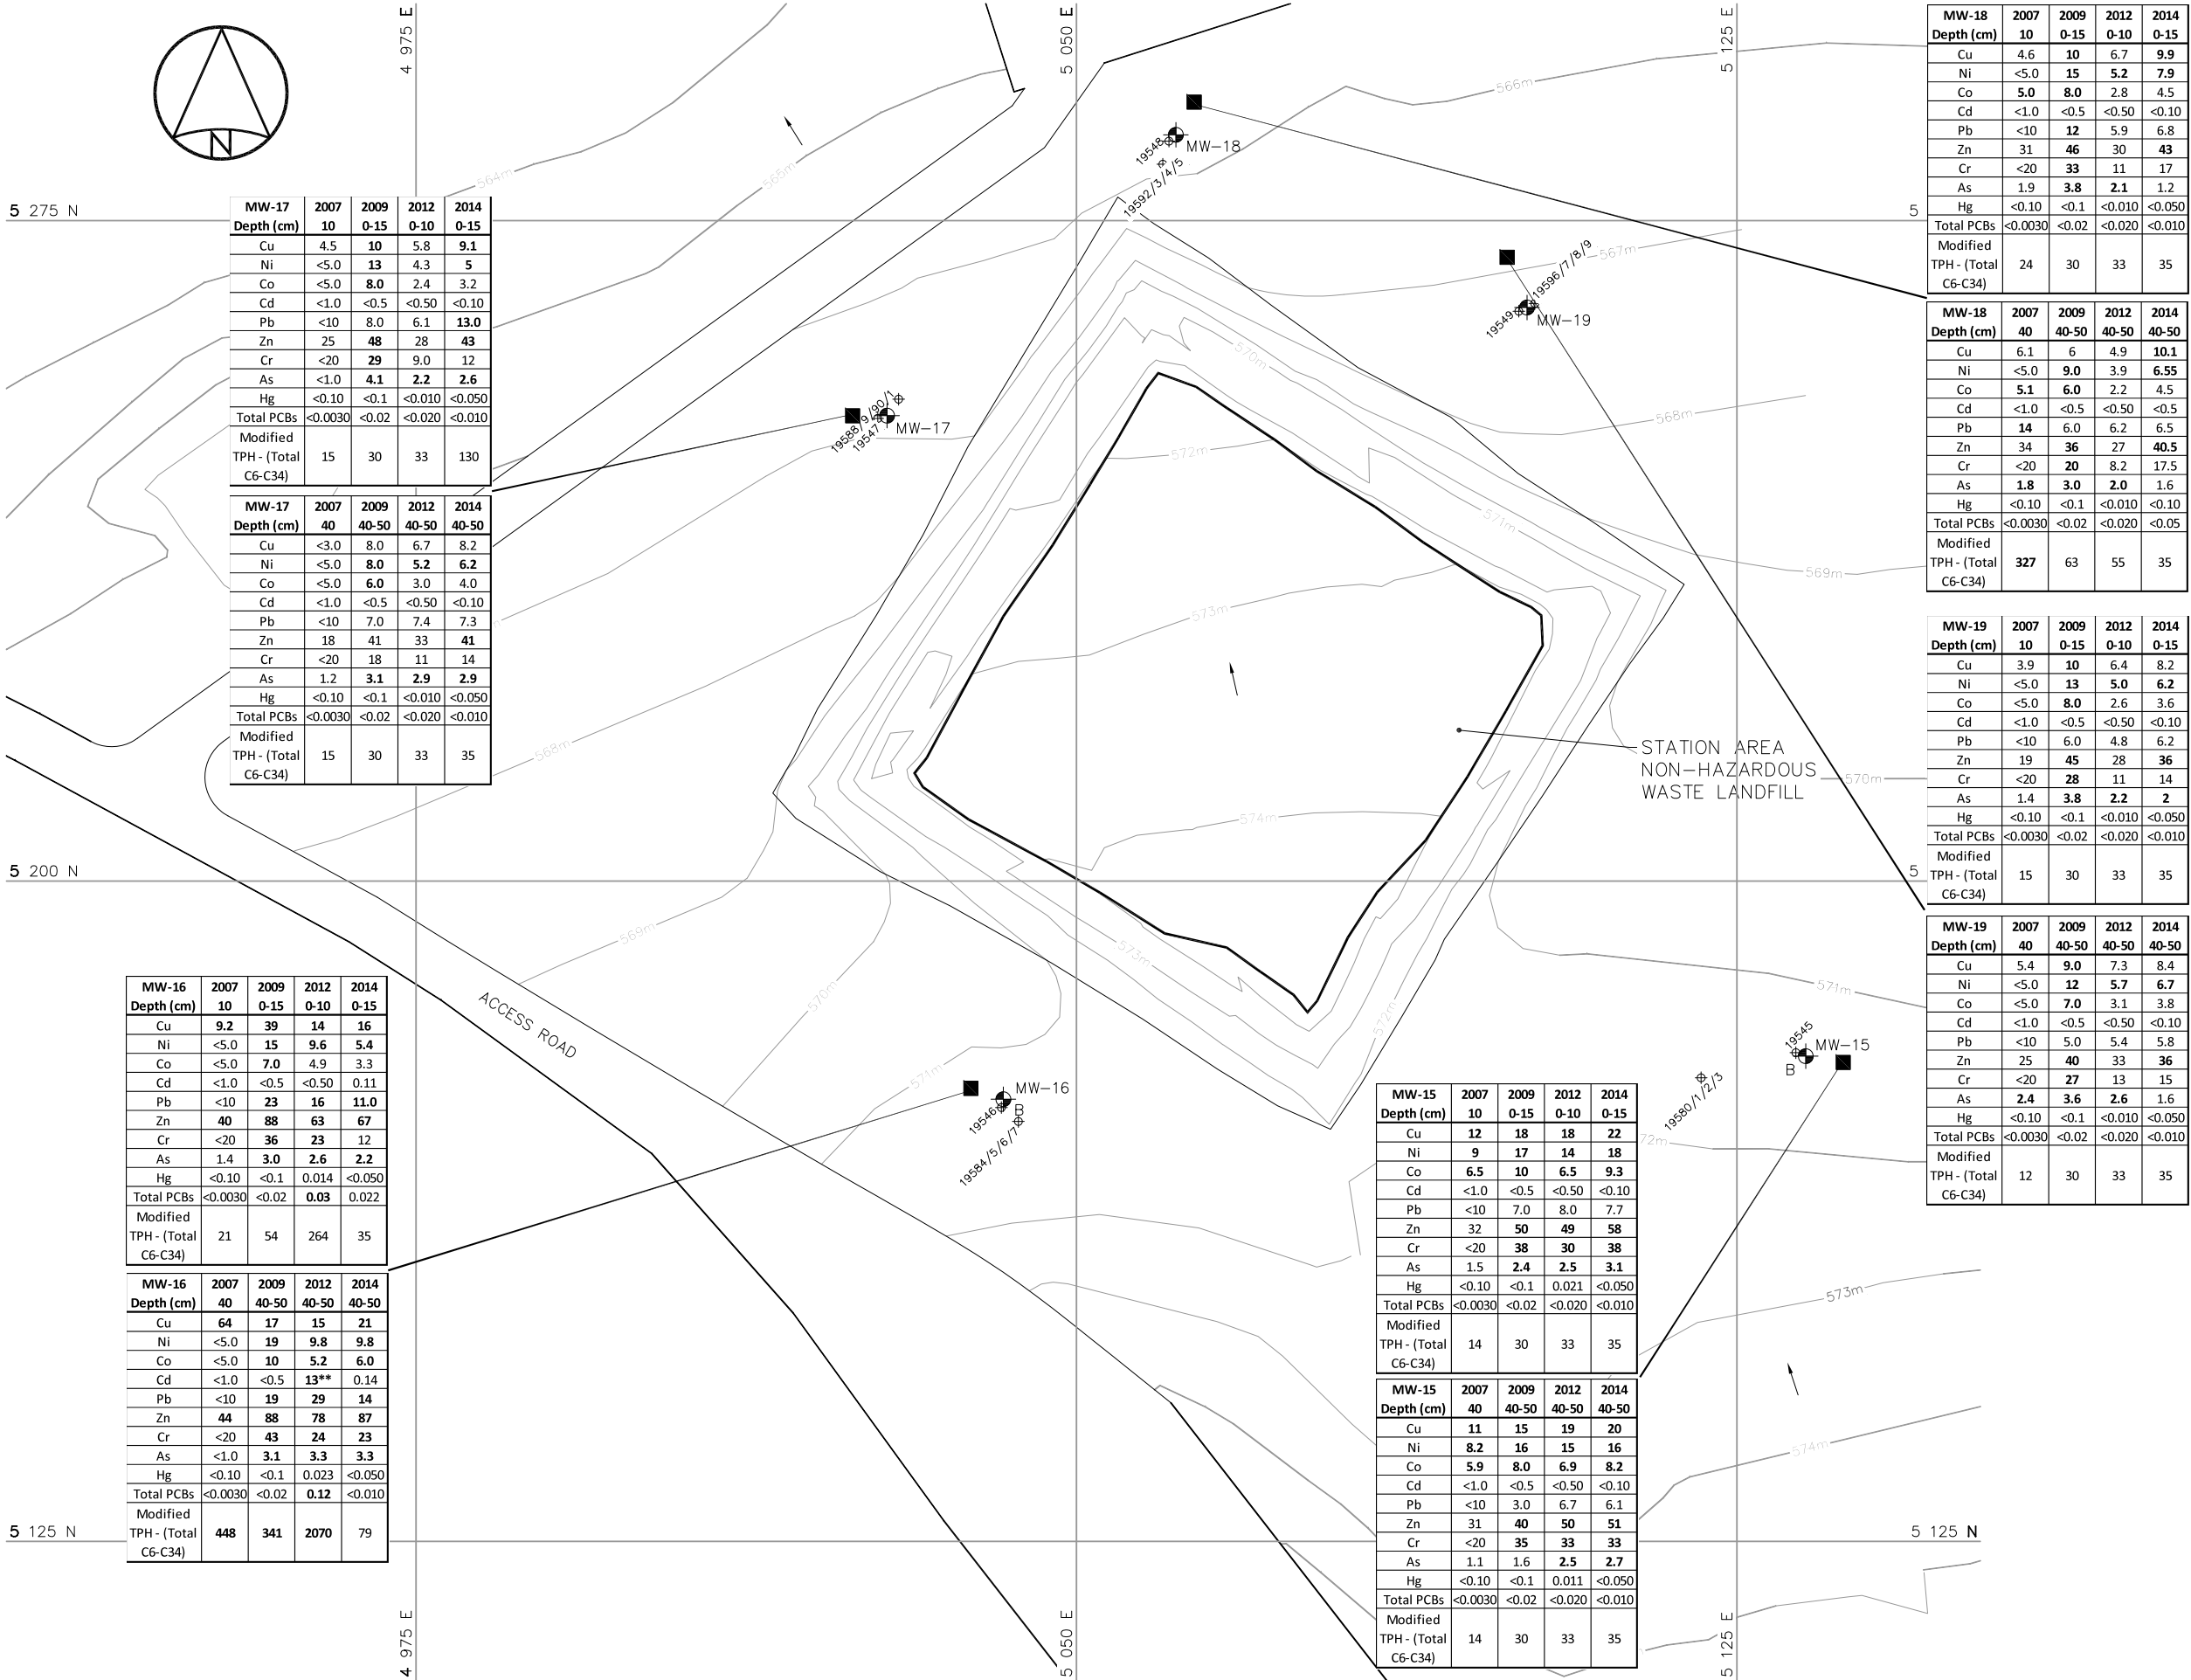 4 975 E
5 050 E
5 125 E
N
5 275 N
5
564m
565m
566m
567m
568m
569m
570m
571m
572m
573m
574m
MW-18 2007 2009 2012 2014
Depth (cm) 10 0-15 0-10 0-15
Cu 4.6 10 6.7 9.9
Ni <5.0 15 5.2 7.9
Co 5.0 8.0 2.8 4.5
Cd <1.0 <0.5 <0.50 <0.10
Pb <10 12 5.9 6.8
Zn 31 46 30 43
Cr <20 33 11 17
As 1.9 3.8 2.1 1.2
Hg <0.10 <0.1 <0.010 <0.050
Total PCBs <0.0030 <0.02 <0.020 <0.010
Modified
TPH - (Total 24 30 33 35
C6-C34)
MW-18 2007 2009 2012 2014
Depth (cm) 40 40-50 40-50 40-50
Cu 6.1 6 4.9 10.1
Ni <5.0 9.0 3.9 6.55
Co 5.1 6.0 2.2 4.5
Cd <1.0 <0.5 <0.50 <0.5
Pb 14 6.0 6.2 6.5
Zn 34 36 27 40.5
Cr <20 20 8.2 17.5
As 1.8 3.0 2.0 1.6
Hg <0.10 <0.1 <0.010 <0.10
Total PCBs <0.0030 <0.02 <0.020 <0.05
Modified
TPH - (Total 327 63 55 35
C6-C34)
MW-17 2007 2009 2012 2014
Depth (cm) 10 0-15 0-10 0-15
Cu 4.5 10 5.8 9.1
Ni <5.0 13 4.3 5
Co <5.0 8.0 2.4 3.2
Cd <1.0 <0.5 <0.50 <0.10
Pb <10 8.0 6.1 13.0
Zn 25 48 28 43
Cr <20 29 9.0 12
As <1.0 4.1 2.2 2.6
Hg <0.10 <0.1 <0.010 <0.050
Total PCBs <0.0030 <0.02 <0.020 <0.010
Modified
TPH - (Total 15 30 33 130
C6-C34)
MW-17 2007 2009 2012 2014
Depth (cm) 40 40-50 40-50 40-50
Cu <3.0 8.0 6.7 8.2
Ni <5.0 8.0 5.2 6.2
Co <5.0 6.0 3.0 4.0
Cd <1.0 <0.5 <0.50 <0.10
Pb <10 7.0 7.4 7.3
Zn 18 41 33 41
Cr <20 18 11 14
As 1.2 3.1 2.9 2.9
Hg <0.10 <0.1 <0.010 <0.050
Total PCBs <0.0030 <0.02 <0.020 <0.010
Modified
TPH - (Total 15 30 33 35
C6-C34)
19548
MW-18
19592/3/4/5
19596/7/8/9
19549
MW-19
19588/9/90/1
19547
MW-17
572m
570m
571m
573m
568m
574m
STATION AREA
NON-HAZARDOUS
WASTE LANDFILL
MW-19 2007 2009 2012 2014
Depth (cm) 10 0-15 0-10 0-15
Cu 3.9 10 6.4 8.2
Ni <5.0 13 5.0 6.2
Co <5.0 8.0 2.6 3.6
Cd <1.0 <0.5 <0.50 <0.10
Pb <10 6.0 4.8 6.2
Zn 19 45 28 36
Cr <20 28 11 14
As 1.4 3.8 2.2 2
Hg <0.10 <0.1 <0.010 <0.050
Total PCBs <0.0030 <0.02 <0.020 <0.010
Modified
TPH - (Total 15 30 33 35
C6-C34)
5 200 N
5
MW-19 2007 2009 2012 2014
Depth (cm) 40 40-50 40-50 40-50
Cu 5.4 9.0 7.3 8.4
Ni <5.0 12 5.7 6.7
Co <5.0 7.0 3.1 3.8
Cd <1.0 <0.5 <0.50 <0.10
Pb <10 5.0 5.4 5.8
Zn 25 40 33 36
Cr <20 27 13 15
As 2.4 3.6 2.6 1.6
Hg <0.10 <0.1 <0.010 <0.050
Total PCBs <0.0030 <0.02 <0.020 <0.010
Modified
TPH - (Total 12 30 33 35
C6-C34)
569m
570m
571m
573m
572m
ACCESS ROAD
MW-16 2007 2009 2012 2014
Depth (cm) 10 0-15 0-10 0-15
Cu 9.2 39 14 16
Ni <5.0 15 9.6 5.4
Co <5.0 7.0 4.9 3.3
Cd <1.0 <0.5 <0.50 0.11
Pb <10 23 16 11.0
Zn 40 88 63 67
Cr <20 36 23 12
As 1.4 3.0 2.6 2.2
Hg <0.10 <0.1 0.014 <0.050
Total PCBs <0.0030 <0.02 0.03 0.022
Modified
TPH - (Total 21 54 264 35
C6-C34)
MW-16 2007 2009 2012 2014
Depth (cm) 40 40-50 40-50 40-50
Cu 64 17 15 21
Ni <5.0 19 9.8 9.8
Co <5.0 10 5.2 6.0
Cd <1.0 <0.5 13** 0.14
Pb <10 19 29 14
Zn 44 88 78 87
Cr <20 43 24 23
As <1.0 3.1 3.3 3.3
Hg <0.10 <0.1 0.023 <0.050
Total PCBs <0.0030 <0.02 0.12 <0.010
Modified
TPH - (Total 448 341 2070 79
C6-C34)
MW-16
19546
B
19584/5/6/7
19545
MW-15
B
19580/1/2/3
72m
MW-15 2007 2009 2012 2014
Depth (cm) 10 0-15 0-10 0-15
Cu 12 18 18 22
Ni 9 17 14 18
Co 6.5 10 6.5 9.3
Cd <1.0 <0.5 <0.50 <0.10
Pb <10 7.0 8.0 7.7
Zn 32 50 49 58
Cr <20 38 30 38
As 1.5 2.4 2.5 3.1
Hg <0.10 <0.1 0.021 <0.050
Total PCBs <0.0030 <0.02 <0.020 <0.010
Modified
TPH - (Total 14 30 33 35
C6-C34)
MW-15 2007 2009 2012 2014
Depth (cm) 40 40-50 40-50 40-50
Cu 11 15 19 20
Ni 8.2 16 15 16
Co 5.9 8.0 6.9 8.2
Cd <1.0 <0.5 <0.50 <0.10
Pb <10 3.0 6.7 6.1
Zn 31 40 50 51
Cr <20 35 33 33
As 1.1 1.6 2.5 2.7
Hg <0.10 <0.1 0.011 <0.050
Total PCBs <0.0030 <0.02 <0.020 <0.010
Modified
TPH - (Total 14 30 33 35
C6-C34)
5 125 N
5 125 N
4 975 E
5 050 E
5 125 E